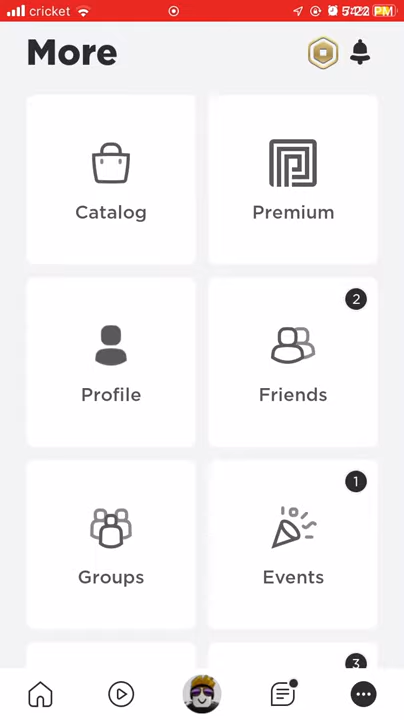 cricket
More
Catalog
Premium
2
Profile
Friends
1
Groups
Events
3